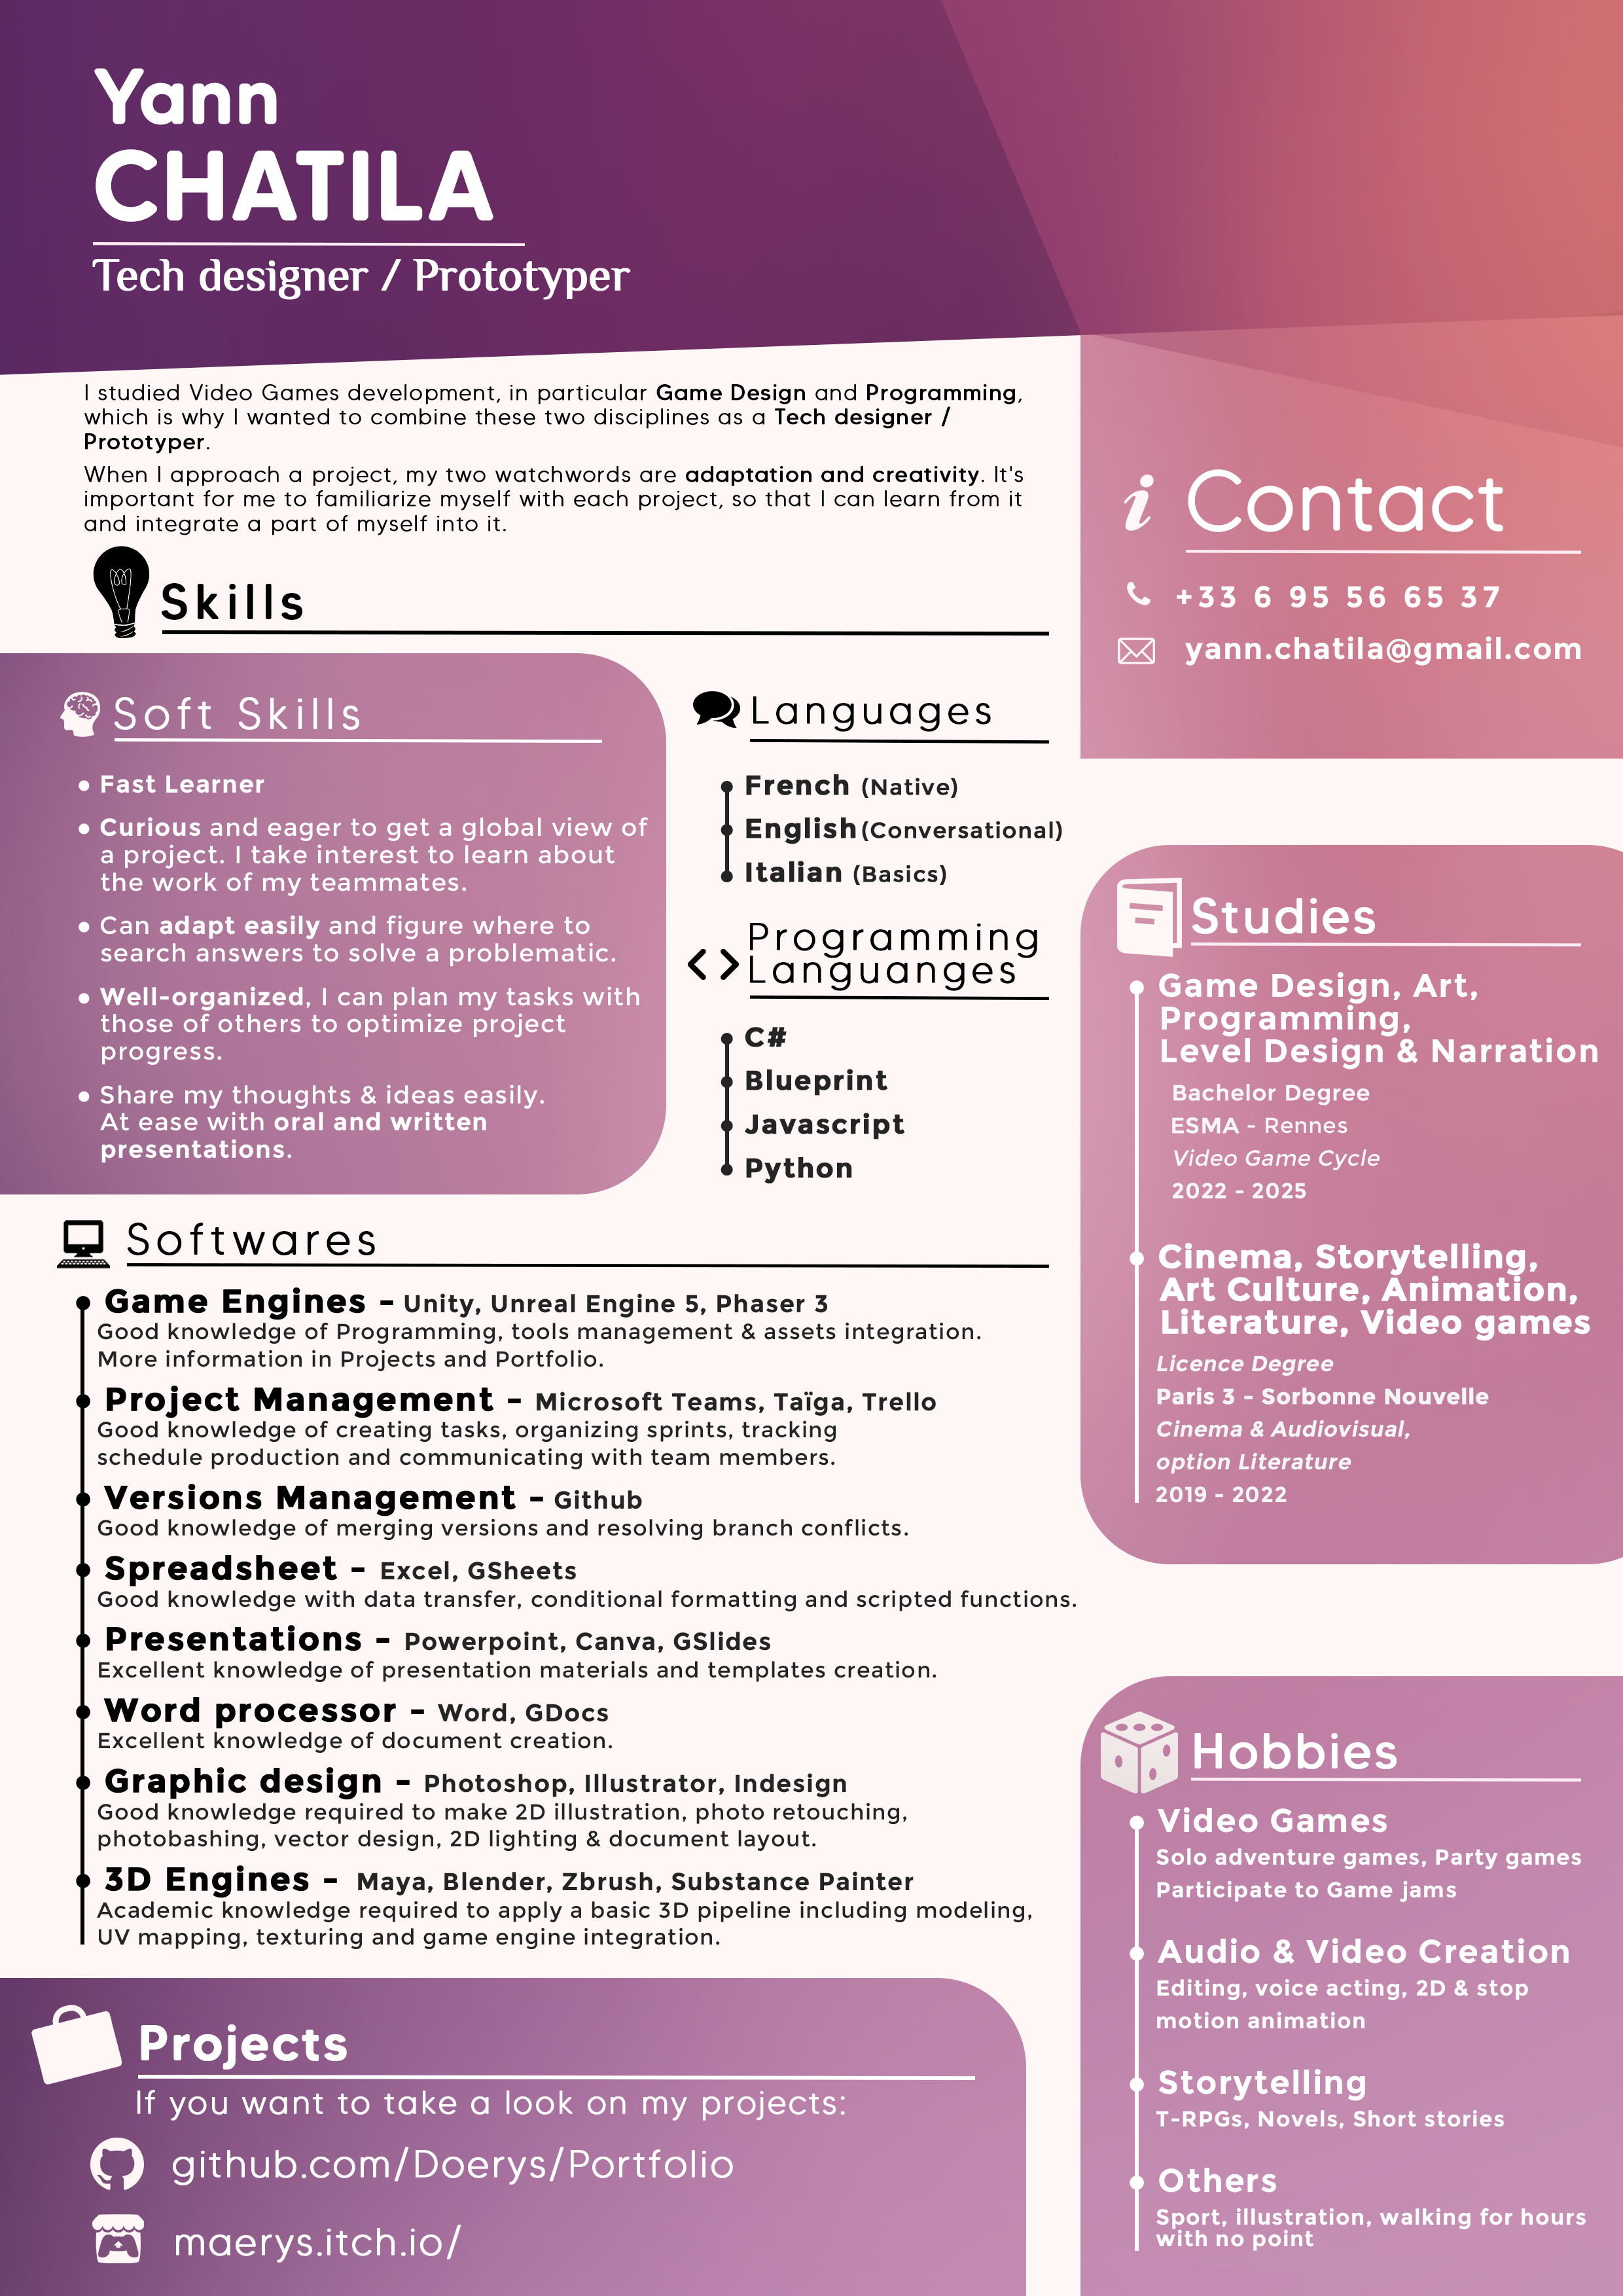 Yann
CHATILA
Tech designer / Prototyper
I studied Video Games development, in particular Game Design and Programming,
which is why I wanted to combine these two disciplines as a Tech designer /
Prototyper.
When I approach a project, my two watchwords are adaptation and creativity. It's
important for me to familiarize myself with each project, so that I can learn from it
and integrate a part of myself into it.
Skills
Soft Skills
• Fast Learner
• Curious and eager to get a global view of
a project. I take interest to learn about
the work of my teammates.
• Can adapt easily and figure where to
search answers to solve a problematic.
• Well-organized, I can plan my tasks with
those of others to optimize project
progress.
• Share my thoughts & ideas easily.
At ease with oral and written
presentations.
Languages
French (Native)
English (Conversational)
Italian (Basics)
Programming
Languanges
C#
Blueprint
Javascript
Python
Softwares
Game Engines - Unity, Unreal Engine 5, Phaser 3
Good knowledge of Programming, tools management & assets integration.
More information in Projects and Portfolio.
Project Management - Microsoft Teams, Taïga, Trello
Good knowledge of creating tasks, organizing sprints, tracking
schedule production and communicating with team members.
Versions Management - Github
Good knowledge of merging versions and resolving branch conflicts.
Spreadsheet - Excel, GSheets
Good knowledge with data transfer, conditional formatting and scripted functions.
Presentations - Powerpoint, Canva, GSlides
Excellent knowledge of presentation materials and templates creation.
Word processor - Word, GDocs
Excellent knowledge of document creation.
Graphic design - Photoshop, Illustrator, Indesign
Good knowledge required to make 2D illustration, photo retouching,
photobashing, vector design, 2D lighting & document layout.
3D Engines - Maya, Blender, Zbrush, Substance Painter
Academic knowledge required to apply a basic 3D pipeline including modeling,
UV mapping, texturing and game engine integration.
Projects
If you want to take a look on my projects:
github.com/Doerys/Portfolio
maerys.itch.io/
Contact
+33 6 95 56 65 37
yann.chatila@gmail.com
Studies
Game Design, Art,
Programming,
Level Design & Narration
Bachelor Degree
ESMA - Rennes
Video Game Cycle
2022 - 2025
Cinema, Storytelling,
Art Culture, Animation,
Literature, Video games
Licence Degree
Paris 3 - Sorbonne Nouvelle
Cinema & Audiovisual,
option Literature
2019 - 2022
Hobbies
Video Games
Solo adventure games, Party games
Participate to Game jams
Audio & Video Creation
Editing, voice acting, 2D & stop
motion animation
Storytelling
T-RPGs, Novels, Short stories
Others
Sport, illustration, walking for hours
with no point